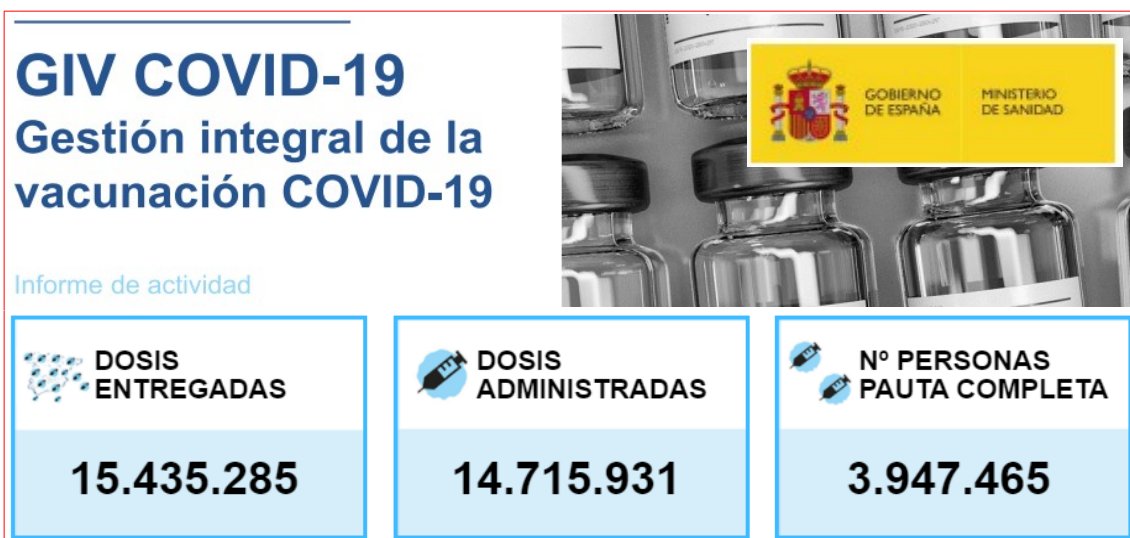 GIV COVID-19
Gestión integral de la
vacunación COVID-19
Informe de actividad
GOBIERNO
DE ESPAÑA
MINISTERIO
DE SANIDAD
DOSIS
ENTREGADAS
15.435.285
DOSIS
ADMINISTRADAS
14.715.931
Nº PERSONAS
PAUTA COMPLETA
3.947.465